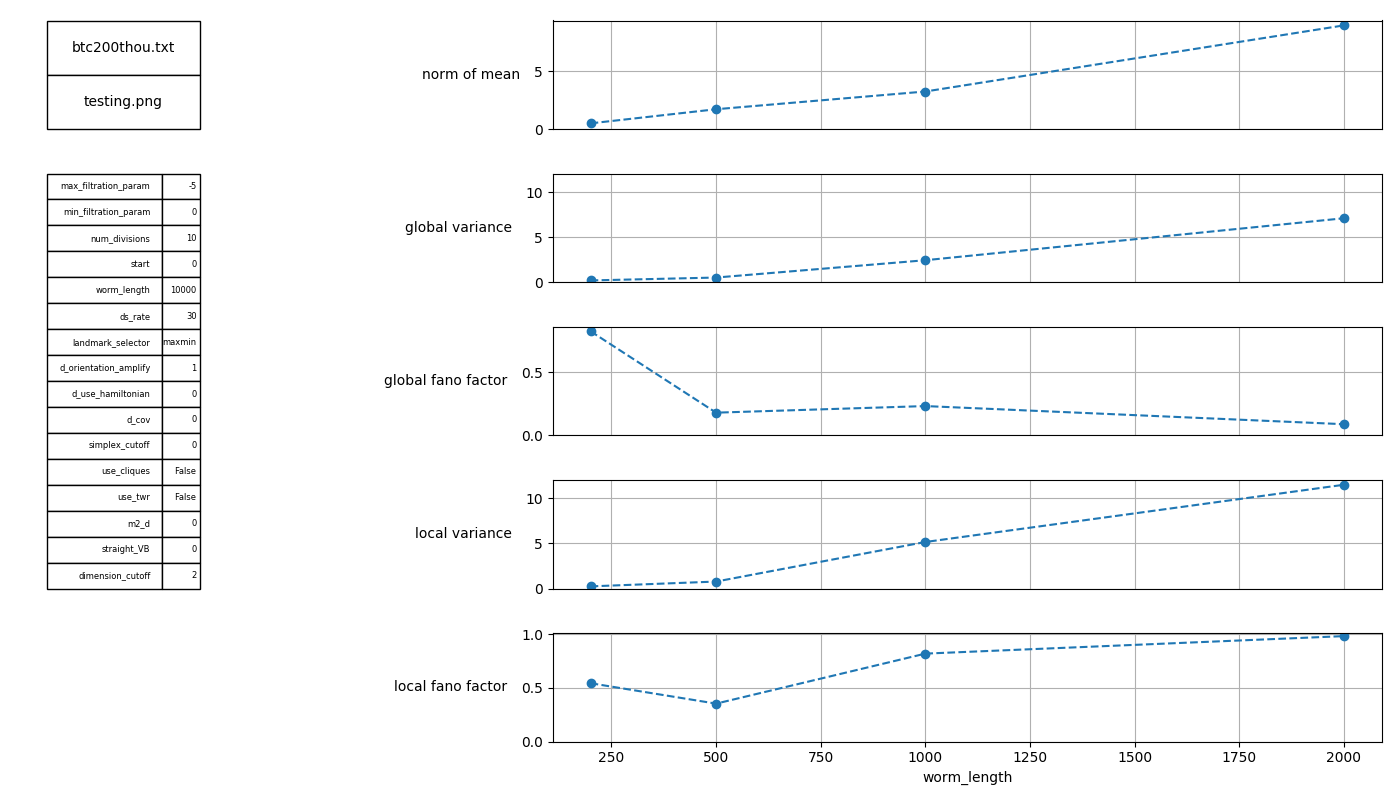 btc200thou.txt
testing.png
max_filtration_param -5
min_filtration_param 0
num_divisions 10
start 0
worm_length 10000
ds_rate 30
landmark_selector maxmin
d_orientation_amplify 1
d_use_hamiltonian 0
d_cov 0
simplex_cutoff 0
use_cliques False
use_twr False
m2_d 0
straight_VB 0
dimension_cutoff 2
norm of mean
5
0
global variance
10
5
0
global fano factor
0.5
0.0
local variance
10
5
0
local fano factor
1.0
0.5
0.0
250 500 750 1000 1250 1500 1750 2000
worm_length